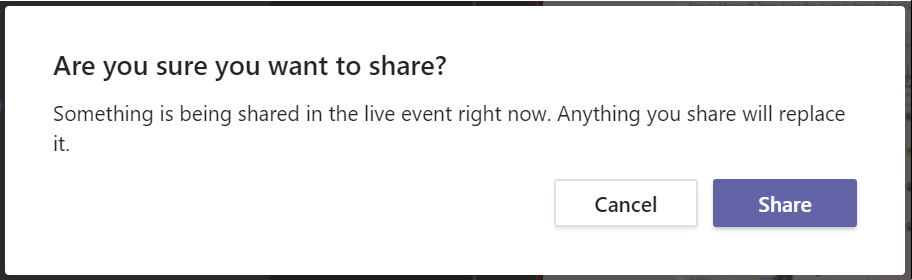 Are you sure you want to share?
Something is being shared in the live event right now. Anything you share will replace
it.
Cancel
Share